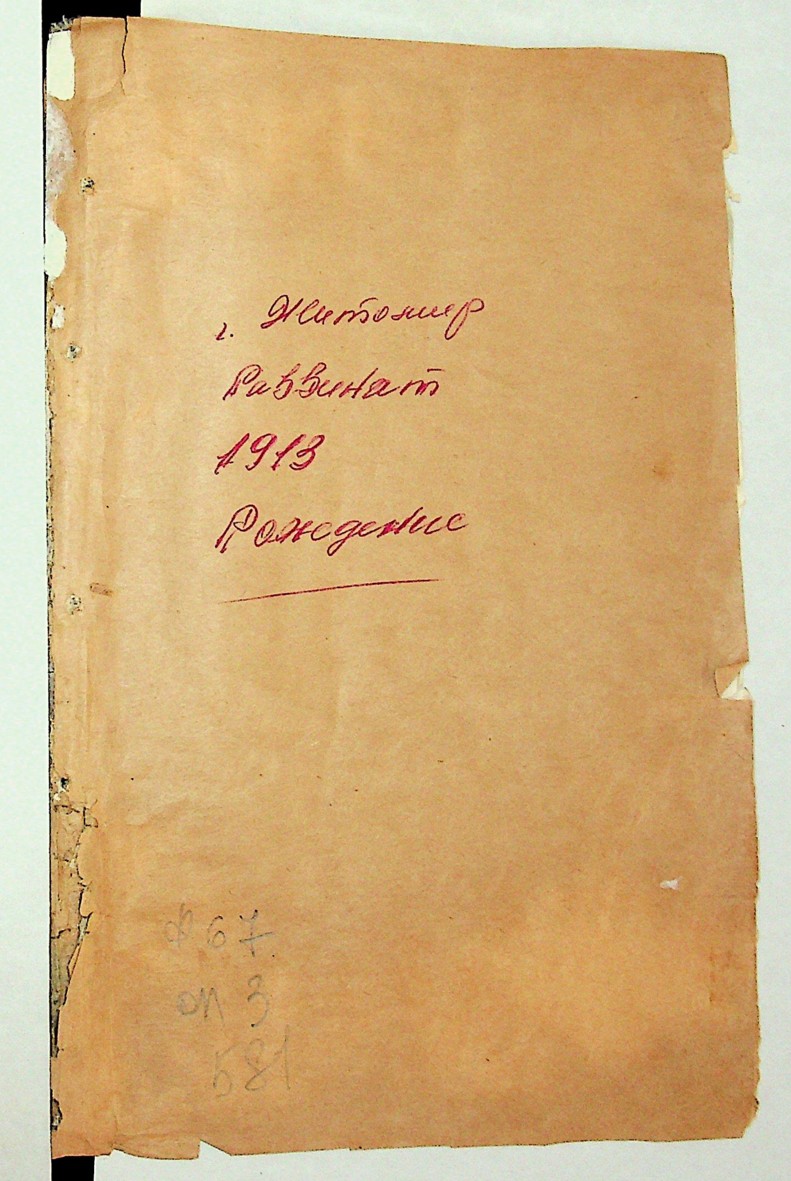 г. Житомир
Раввинат
1913
Рождение
Ф 67
оп 3
581